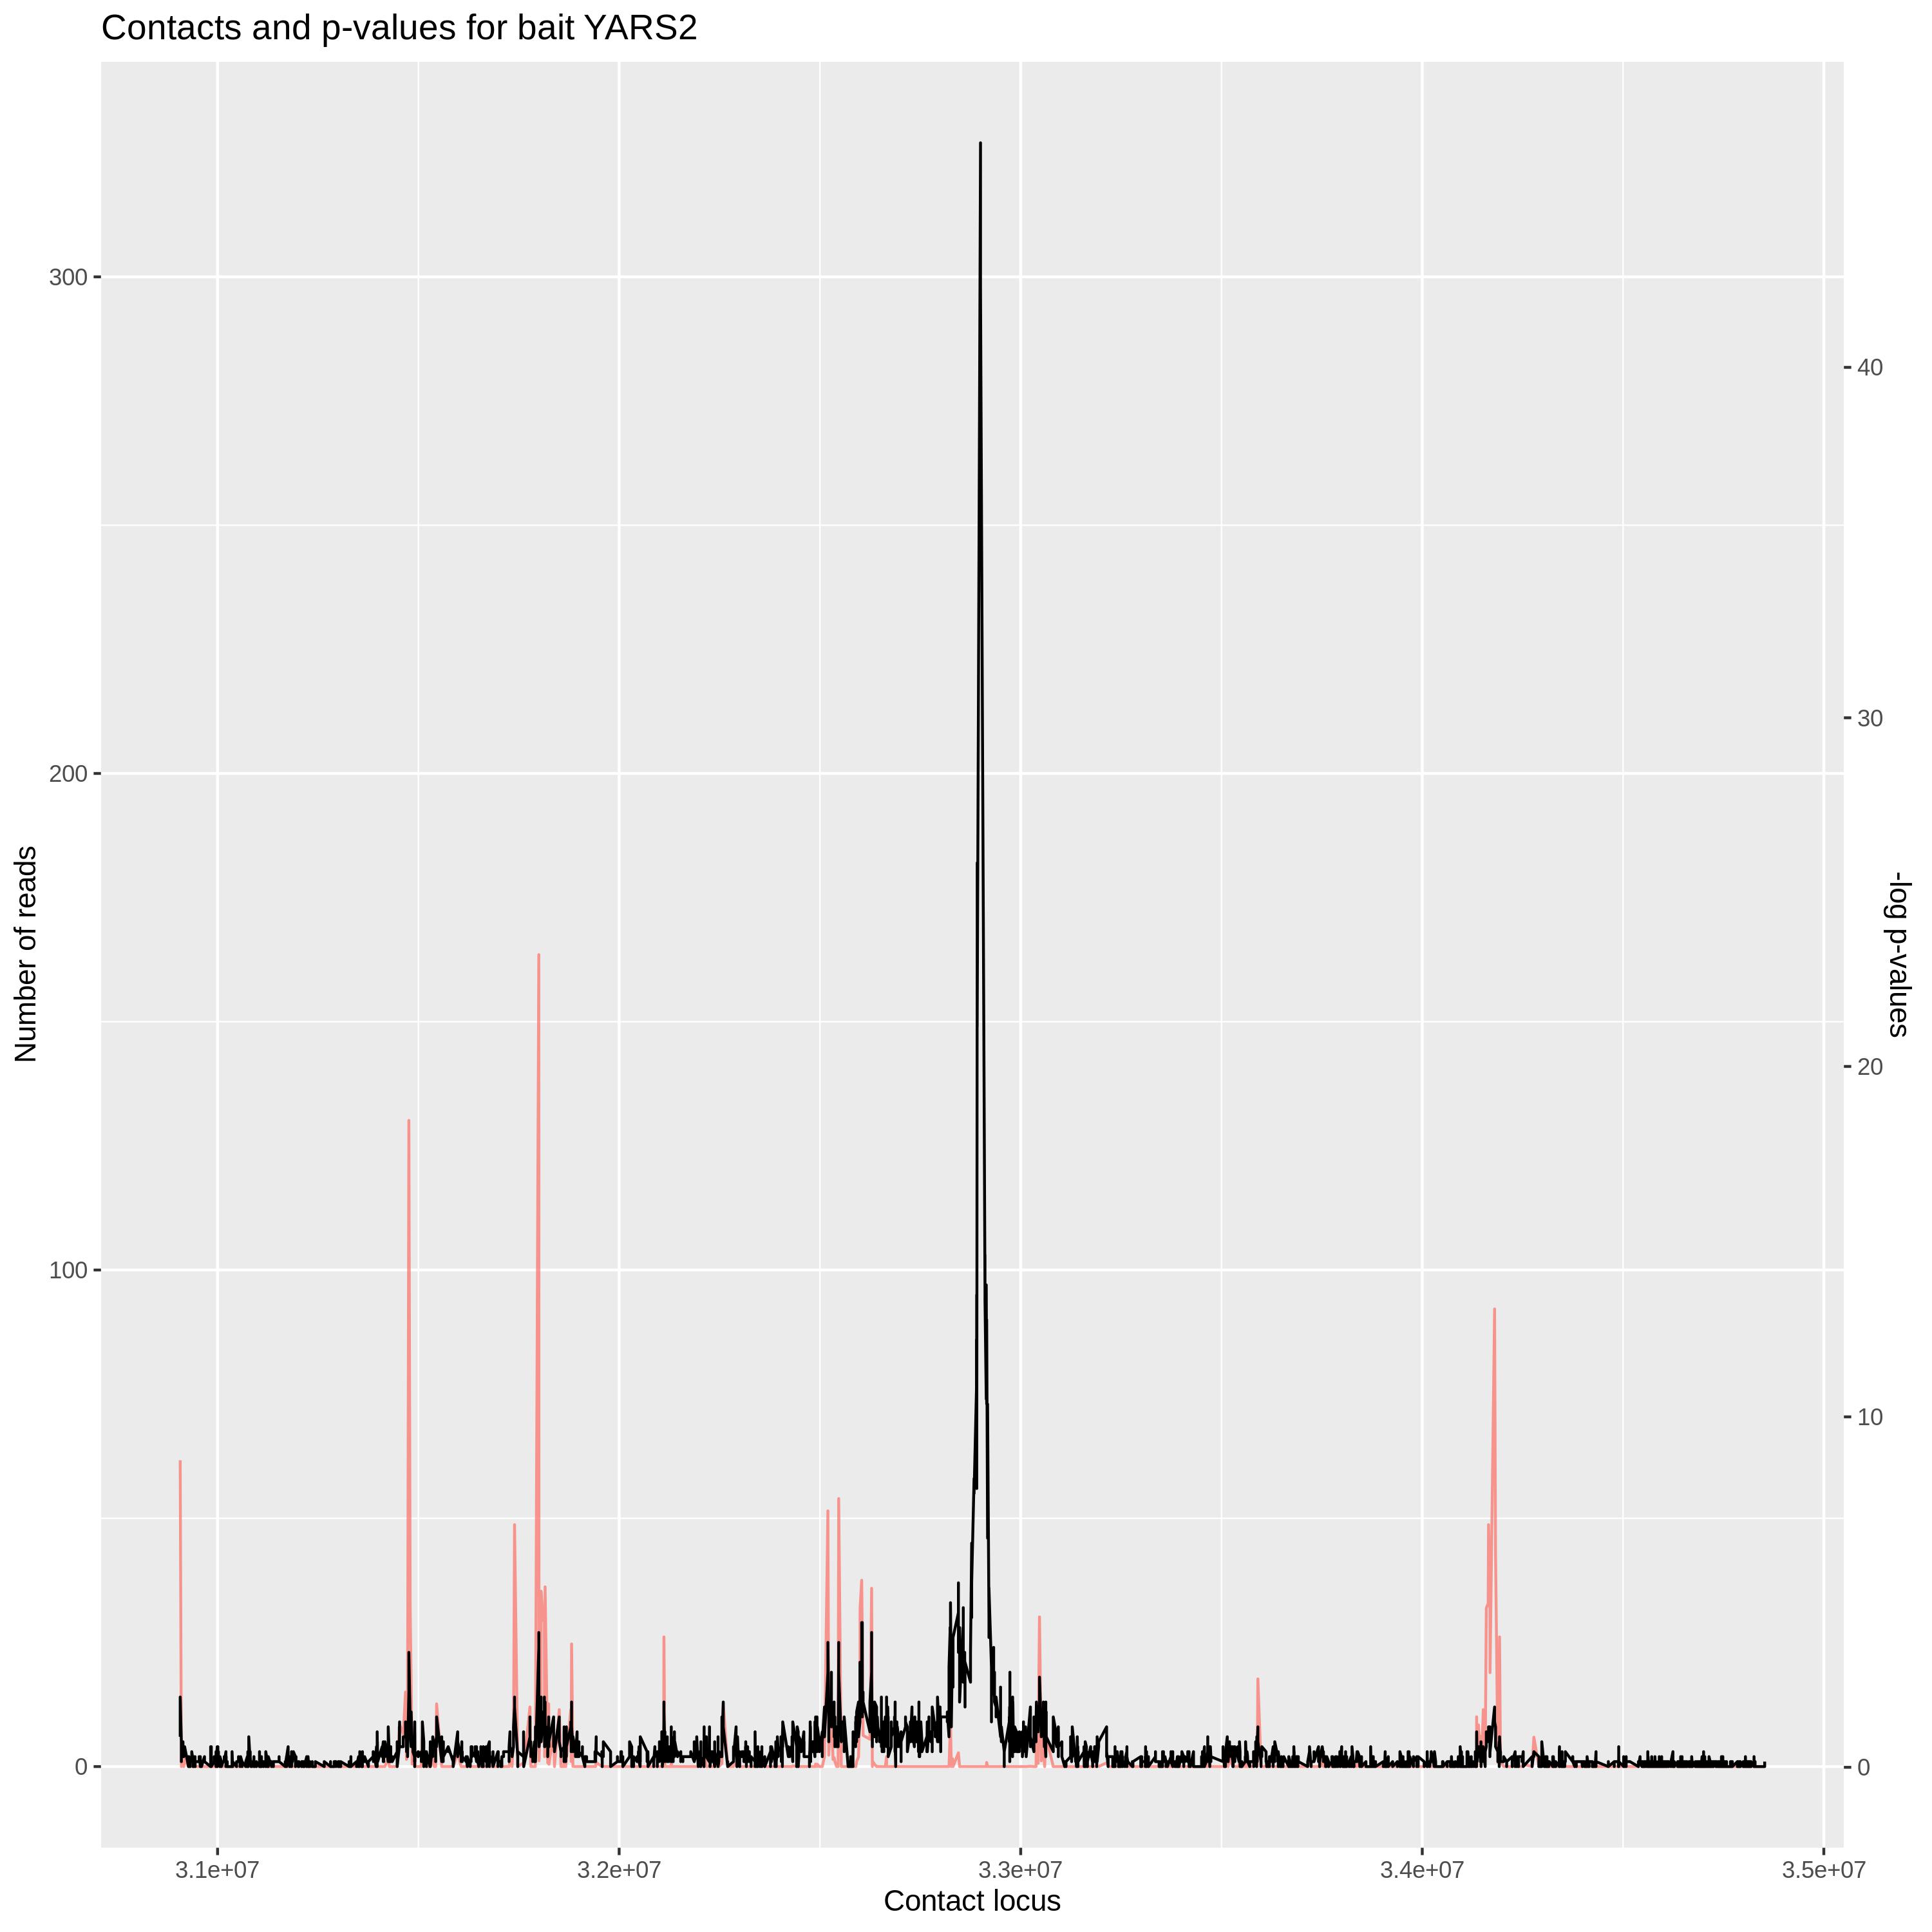 Contacts and p-values for bait YARS2
300
200
100
0
Number of reads
40
30
20
10
0
-log p-values
3.1e+07 3.2e+07 3.3e+07 3.4e+07 3.5e+07
Contact locus